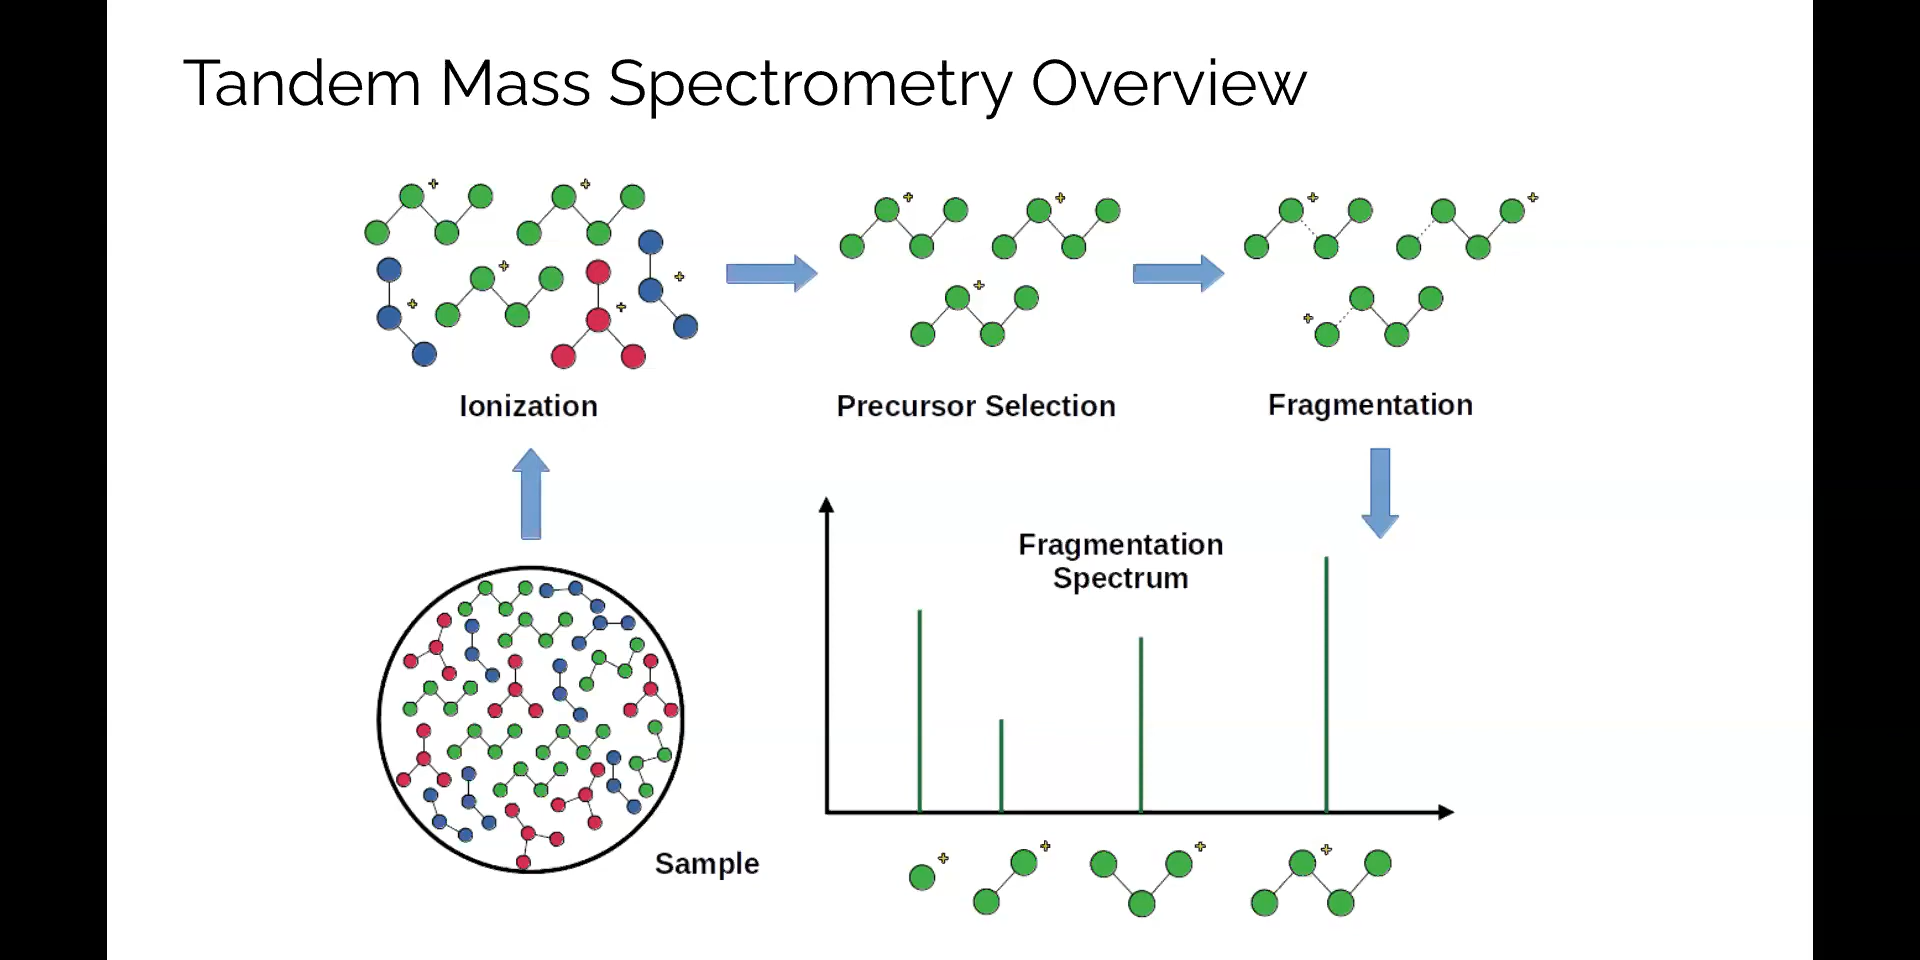 Tandem Mass Spectrometry Overview
Ionization
Precursor Selection
Fragmentation
Fragmentation
Spectrum
Sample